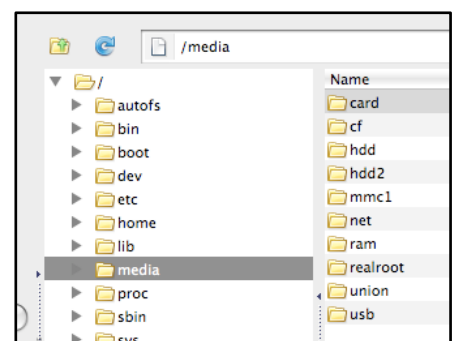 /media
/
autofs
bin
boot
dev
etc
home
lib
media
proc
sbin
sys
Name
card
cf
hdd
hdd2
mmc1
net
ram
realroot
union
usb